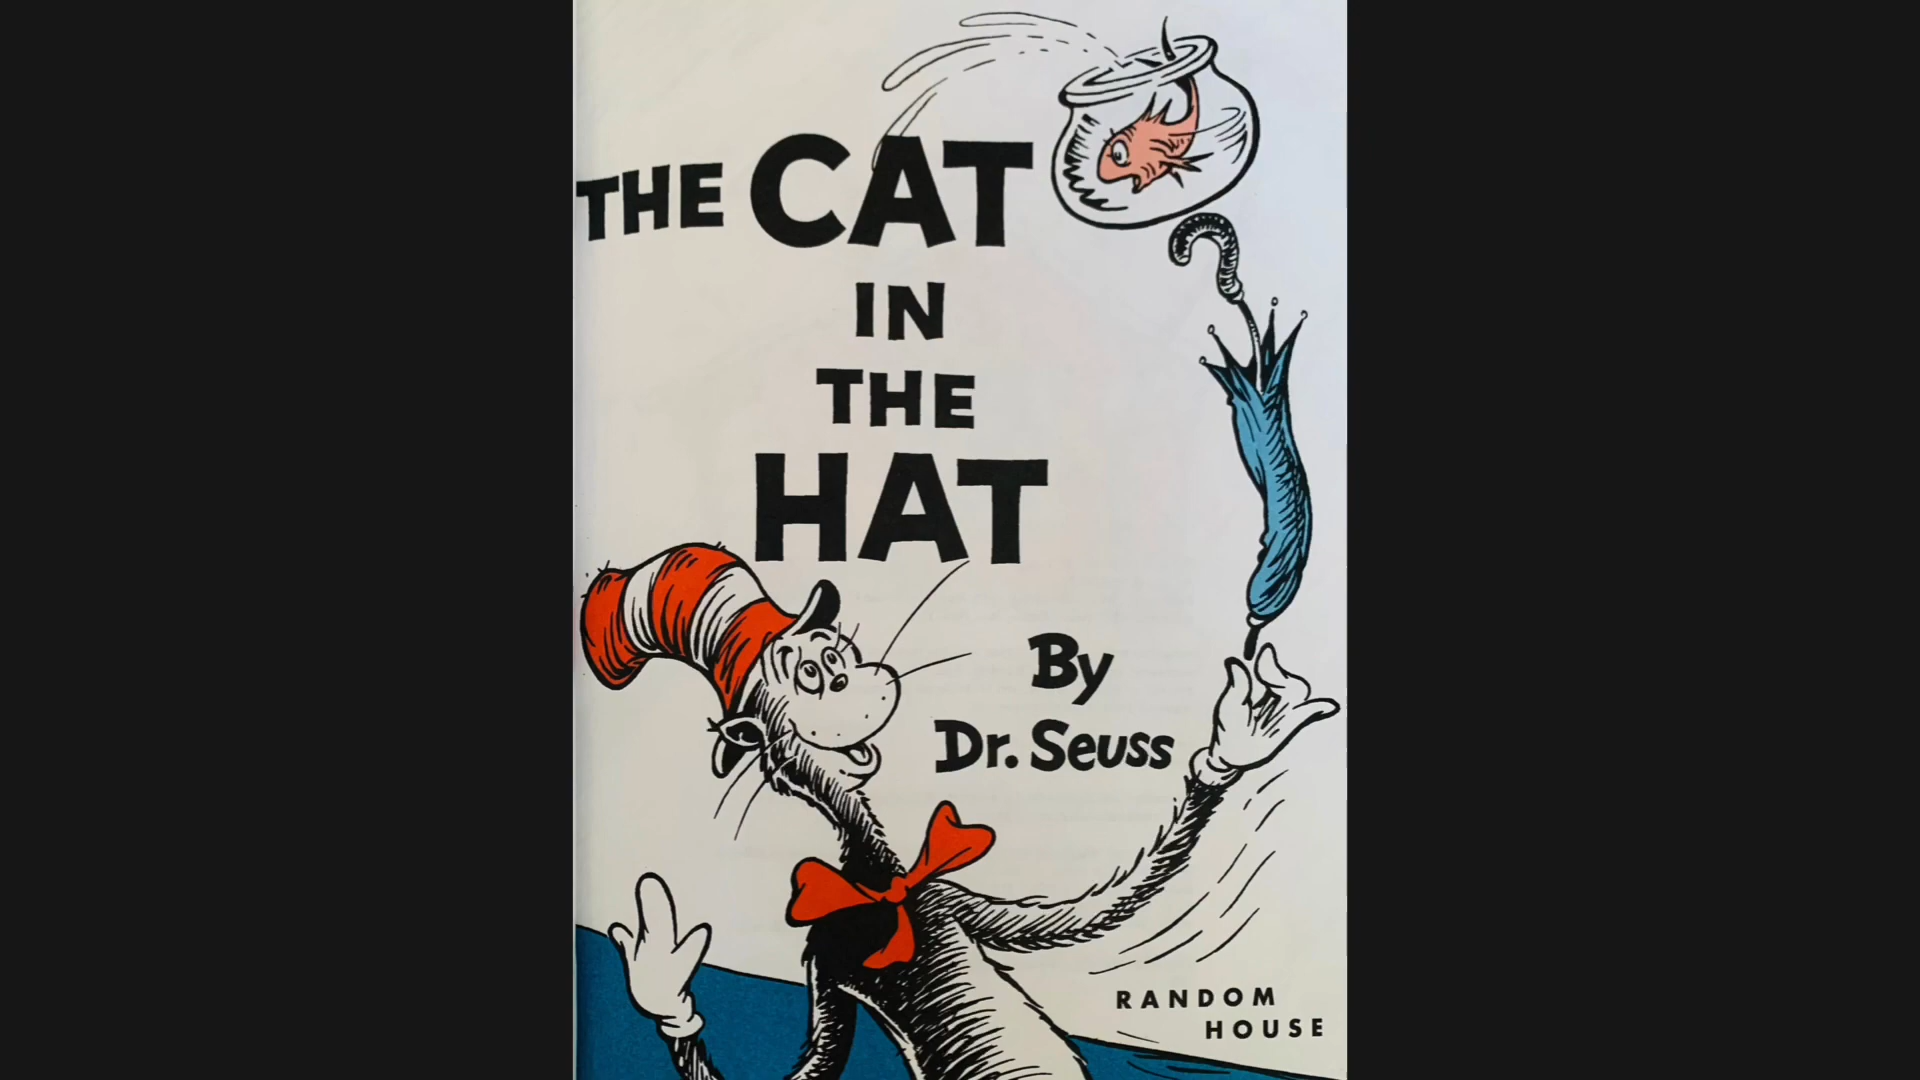 THE CAT
IN
THE
HAT
By
Dr. Seuss
RANDOM
HOUSE